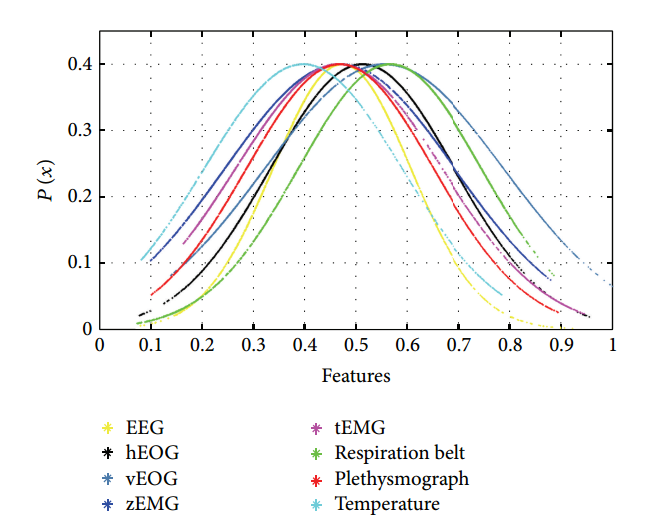 0.4
0.3
0.2
0.1
0
P (x)
0 0.1 0.2 0.3 0.4 0.5 0.6 0.7 0.8 0.9 1
Features
EEG
hEOG
vEOG
zEMG
tEMG
Respiration belt
Plethysmograph
Temperature